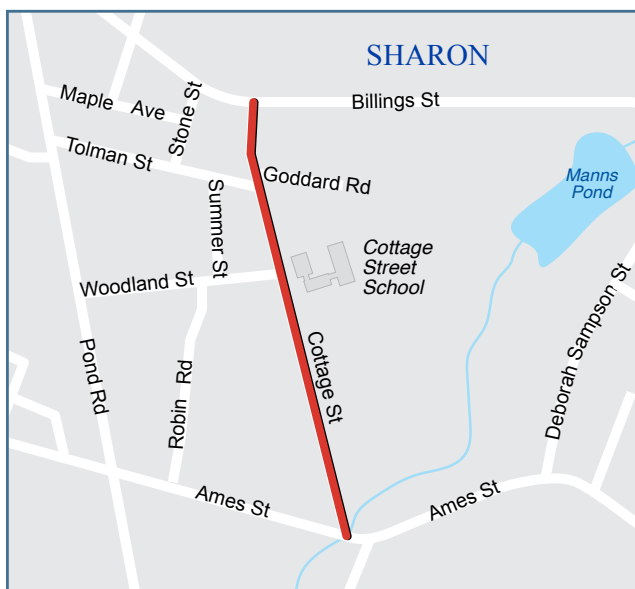 SHARON
Billings St
Maple Ave
Stone St
Tolman St
Goddard Rd
Manns
Pond
Summer St
Cottage
Street
School
Woodland St
Deborah Sampson St
Cottage St
Pond Rd
Robin Rd
Ames St
Ames St